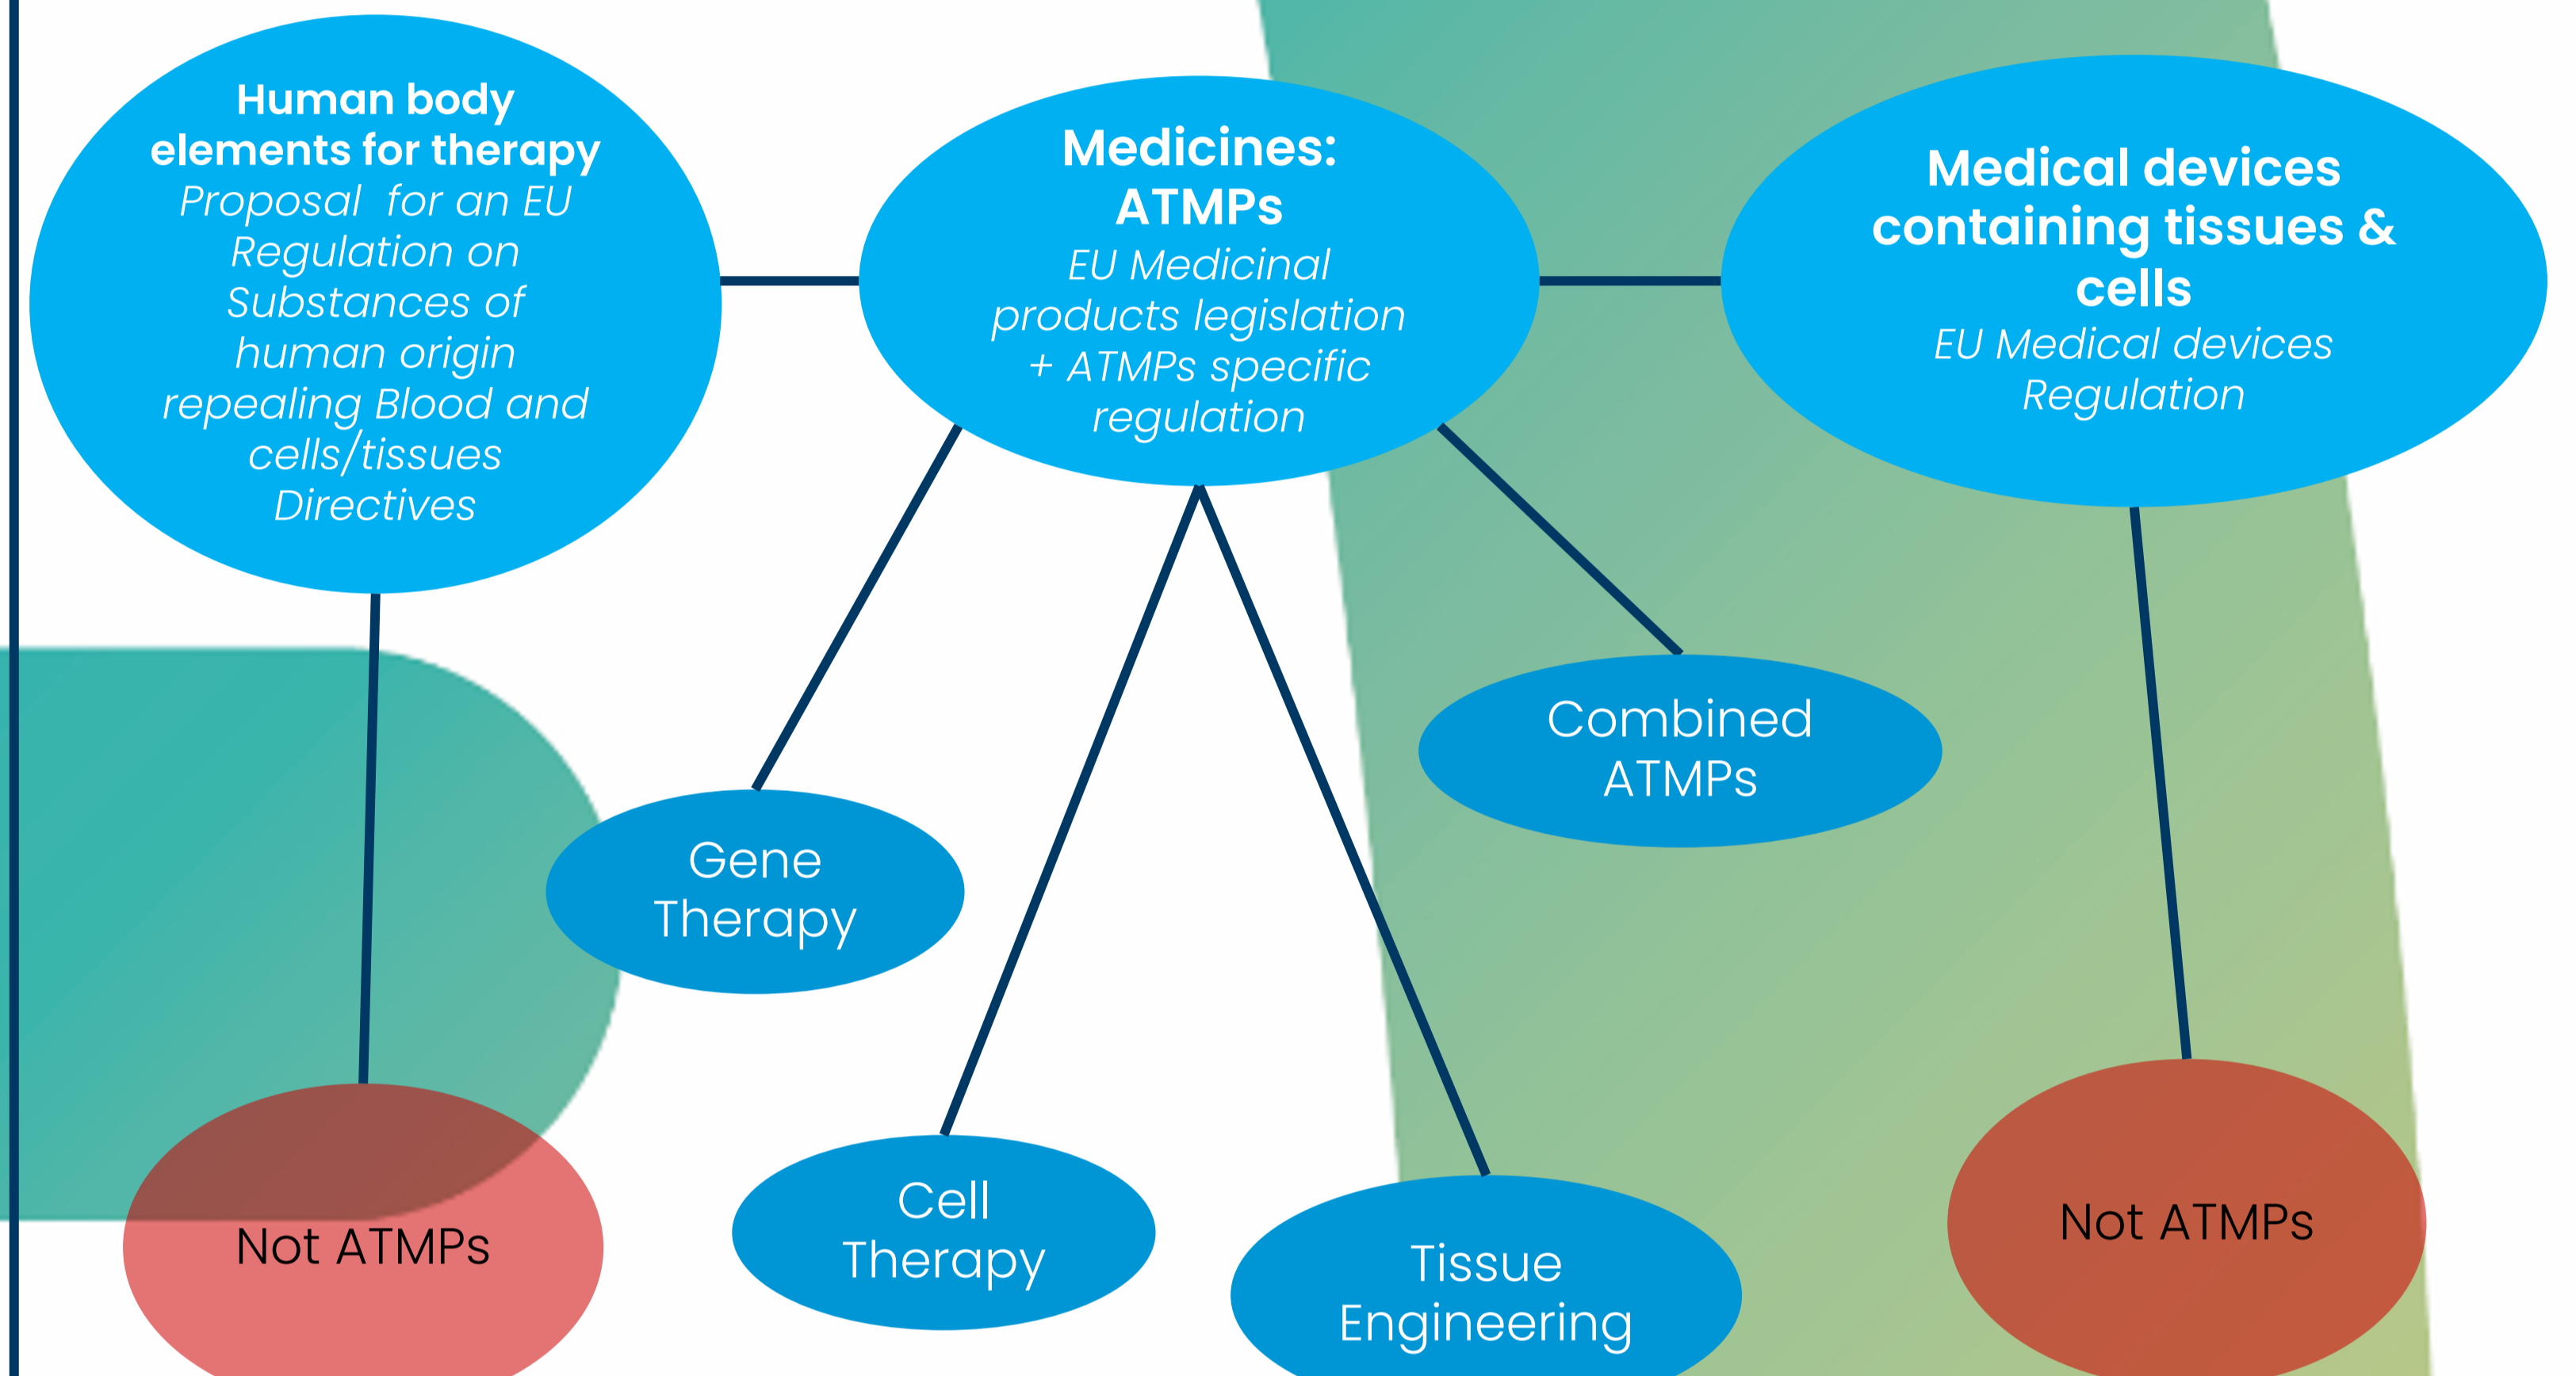 Human body
elements for therapy
Proposal for an EU
Regulation on
Substances of
human origin
repealing Blood and
cells/tissues
Directives
Medicines:
ATMPs
EU Medicinal
products legislation
+ ATMPs specific
regulation
Medical devices
containing tissues &
cells
EU Medical devices
Regulation
Combined
ATMPs
Gene
Therapy
Cell
Therapy
Tissue
Engineering
Not ATMPs
Not ATMPs